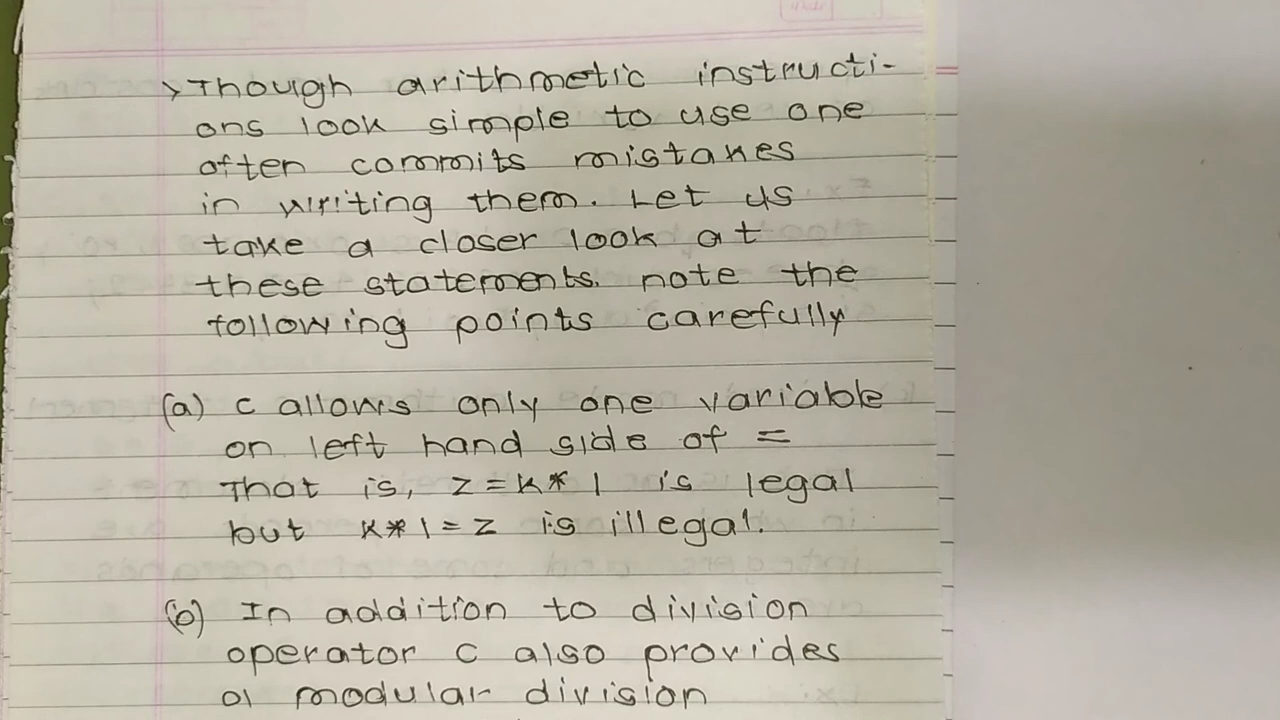 > Though arithmetic instructi-
ons look simple to use one
often commits mistakes
in writing them. Let us
take a closer look at
these statements. note the
following points carefully
(a) c allows only one variable
on left hand side of =
That is, z=k*l is legal
but k*l=z is illegal.
(b) In addition to division
operator c also provides
a modular division